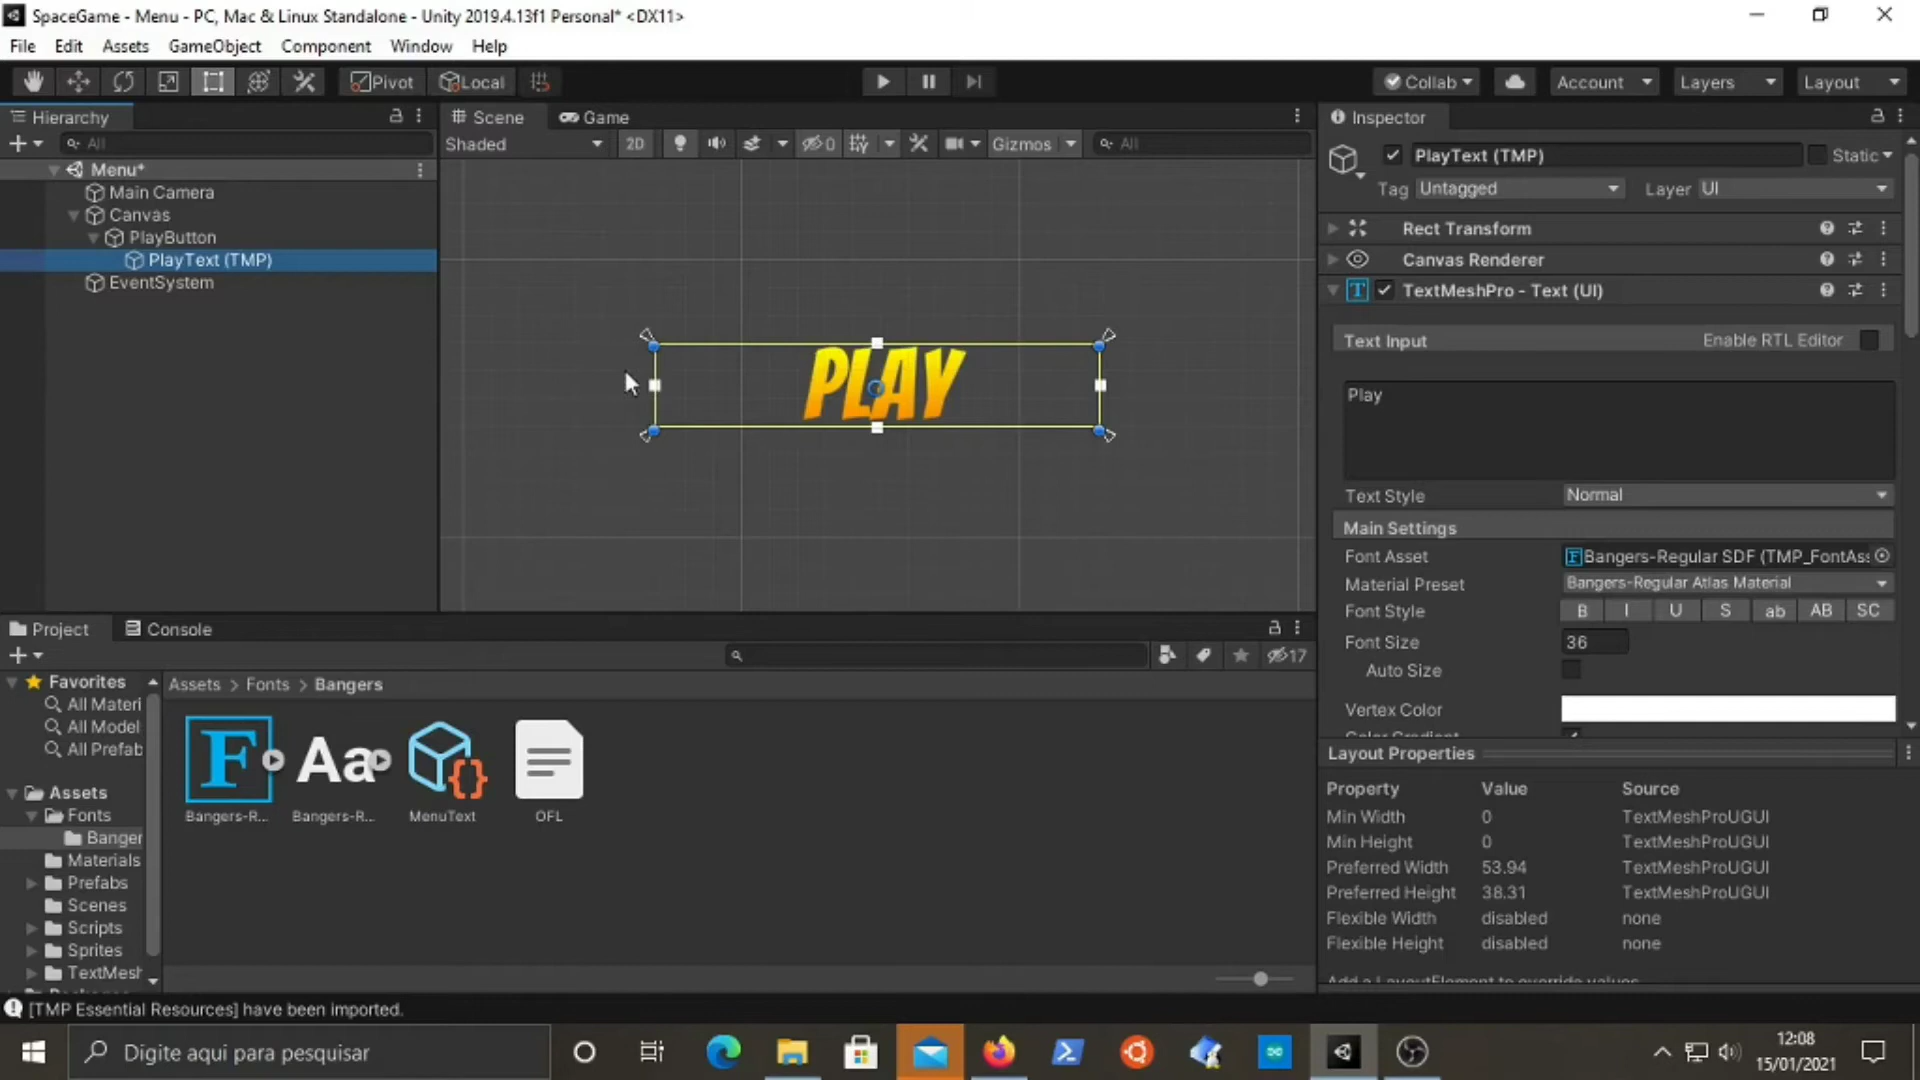 SpaceGame - Menu - PC, Mac & Linux Standalone - Unity 2019.4.13f1 Personal* <DX11>
File Edit Assets GameObject Component Window Help
Pivot Local Collab Account Layers Layout
Hierarchy
All
Menu*
Main Camera
Canvas
PlayButton
PlayText (TMP)
EventSystem
Scene Game
Shaded 2D 0 Gizmos All
PLAY
Inspector
PlayText (TMP) Static
Tag Untagged Layer UI
Rect Transform
Canvas Renderer
TextMeshPro - Text (UI)
Text Input Enable RTL Editor
Play
Text Style Normal
Main Settings
Font Asset Bangers-Regular SDF (TMP_FontAs
Material Preset Bangers-Regular Atlas Material
Font Style B I U S ab AB SC
Font Size 36
Auto Size
Vertex Color
Color Gradient
Layout Properties
Property Value Source
Min Width 0 TextMeshProUGUI
Min Height 0 TextMeshProUGUI
Preferred Width 53.94 TextMeshProUGUI
Preferred Height 38.31 TextMeshProUGUI
Flexible Width disabled none
Flexible Height disabled none
Add a LayoutElement to override values
Project Console
17
Favorites
All Materi
All Model
All Prefab
Assets
Fonts
Banger
Materials
Prefabs
Scenes
Scripts
Sprites
TextMesh
Assets > Fonts > Bangers
Bangers-R... Bangers-R... MenuText OFL
[TMP Essential Resources] have been imported.
Digite aqui para pesquisar
12:08
15/01/2021